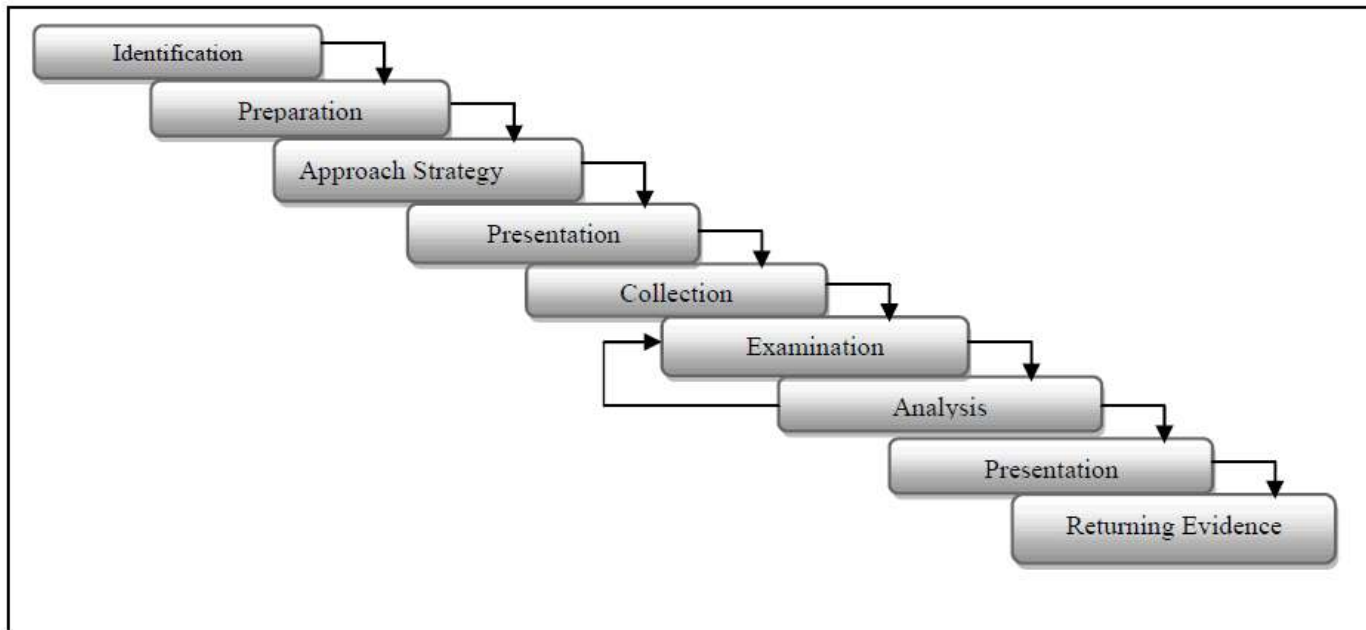 Identification
Preparation
Approach Strategy
Presentation
Collection
Examination
Analysis
Presentation
Returning Evidence